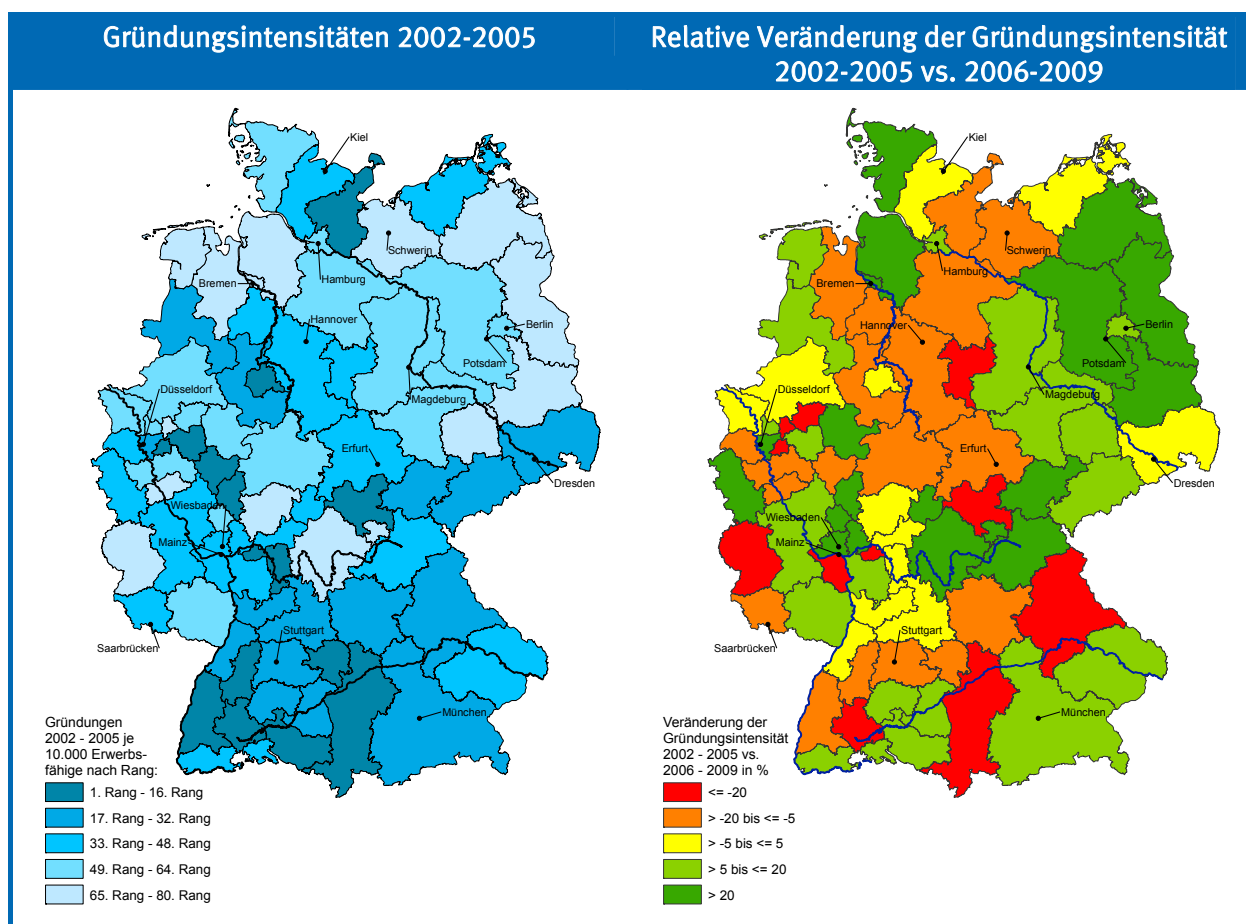 Gründungsintensitäten 2002-2005
Relative Veränderung der Gründungsintensität
2002-2005 vs. 2006-2009
Kiel
Schwerin
Hamburg
Bremen
Hannover
Berlin
Potsdam
Magdeburg
Düsseldorf
Erfurt
Dresden
Wiesbaden
Mainz
Saarbrücken
Stuttgart
München
Gründungen
2002 - 2005 je
10.000 Erwerbs-
fähige nach Rang:
1. Rang - 16. Rang
17. Rang - 32. Rang
33. Rang - 48. Rang
49. Rang - 64. Rang
65. Rang - 80. Rang
Kiel
Schwerin
Hamburg
Bremen
Hannover
Berlin
Potsdam
Magdeburg
Düsseldorf
Erfurt
Dresden
Wiesbaden
Mainz
Saarbrücken
Stuttgart
München
Veränderung der
Gründungsintensität
2002 - 2005 vs.
2006 - 2009 in %
<= -20
> -20 bis <= -5
> -5 bis <= 5
> 5 bis <= 20
> 20